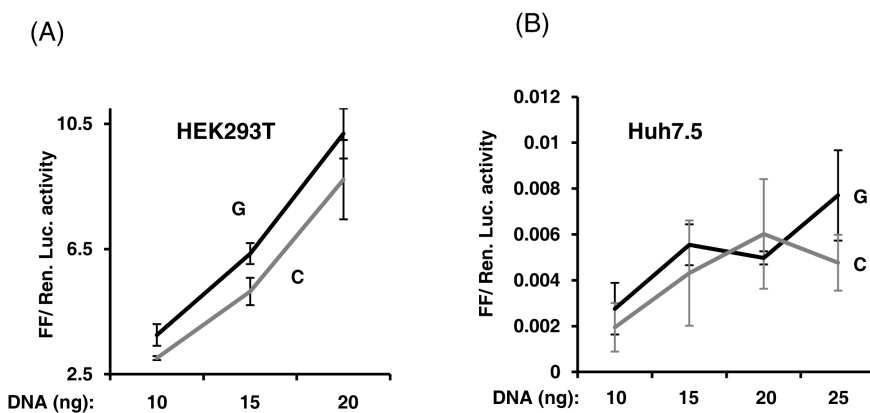 (A)
HEK293T
FF/ Ren. Luc. activity
10.5
6.5
2.5
G
C
DNA (ng): 10 15 20
(B)
Huh7.5
FF/ Ren. Luc. activity
0.012
0.01
0.008
0.006
0.004
0.002
0
G
C
DNA (ng): 10 15 20 25